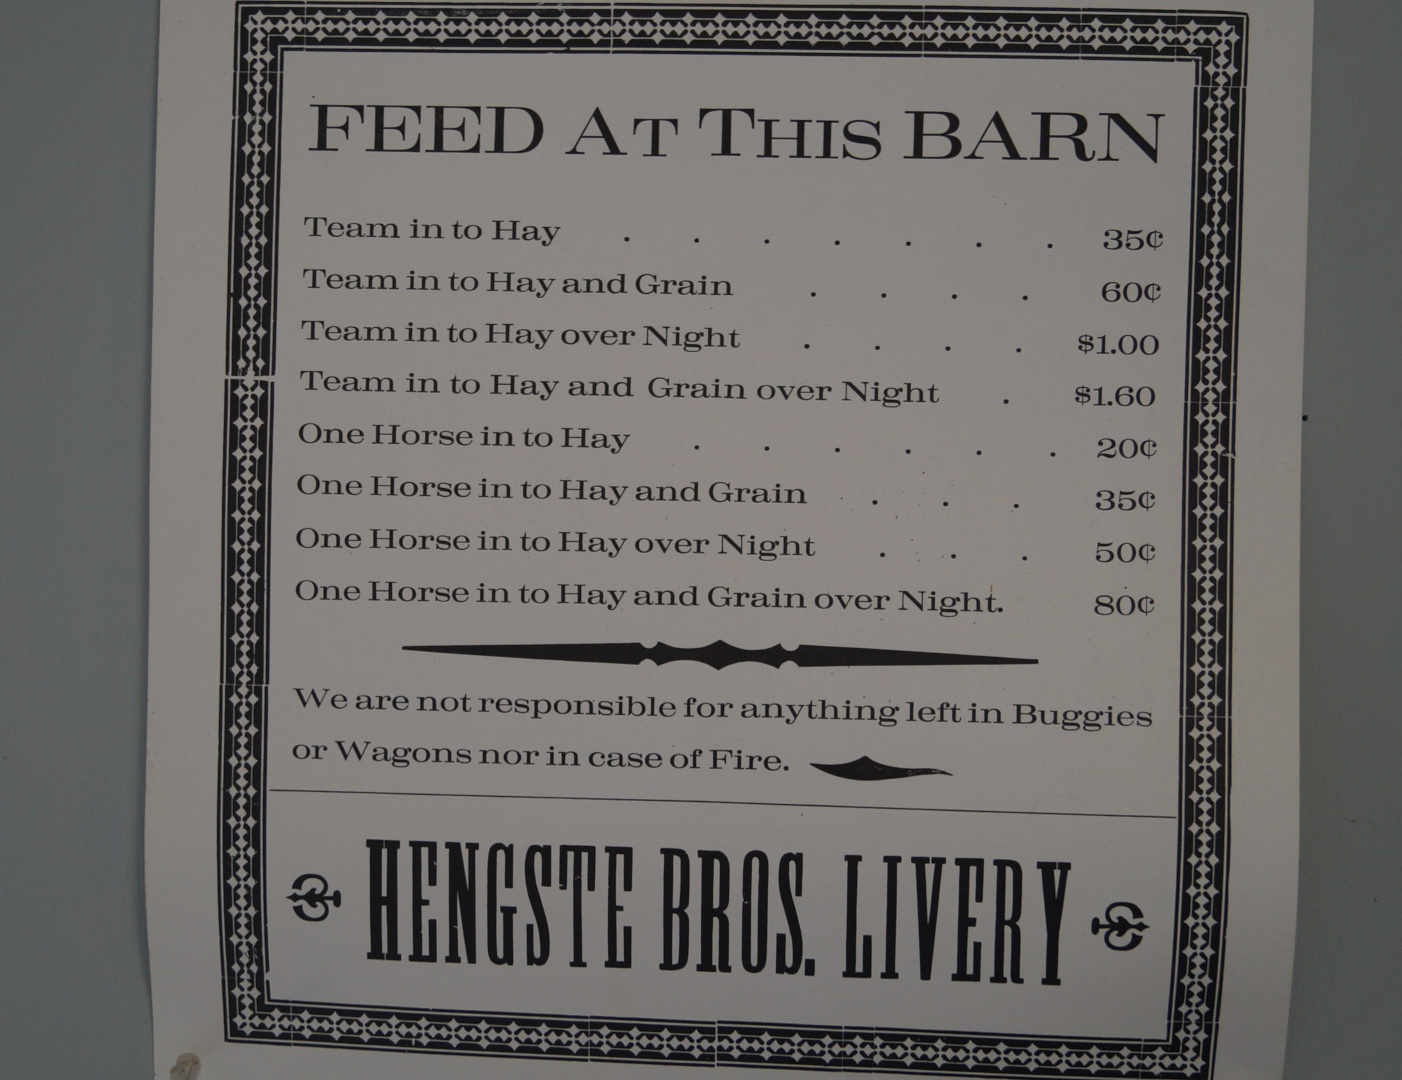 FEED AT THIS BARN
Team in to Hay . . . . . . . 35¢
Team in to Hay and Grain . . . . 60¢
Team in to Hay over Night . . . . $1.00
Team in to Hay and Grain over Night . $1.60
One Horse in to Hay . . . . . . 20¢
One Horse in to Hay and Grain . . . 35¢
One Horse in to Hay over Night . . . 50¢
One Horse in to Hay and Grain over Night. 80¢
We are not responsible for anything left in Buggies
or Wagons nor in case of Fire.
HENGSTE BROS. LIVERY